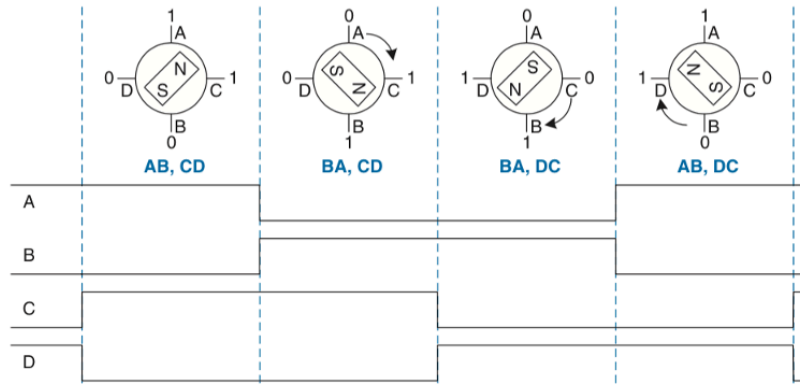 1 0 0 1
A A A A
0 D N S C 1 0 D S N C 1 1 D S N C 0 1 D N S C 0
B B B B
0 1 1 0
AB, CD BA, CD BA, DC AB, DC
A
B
C
D